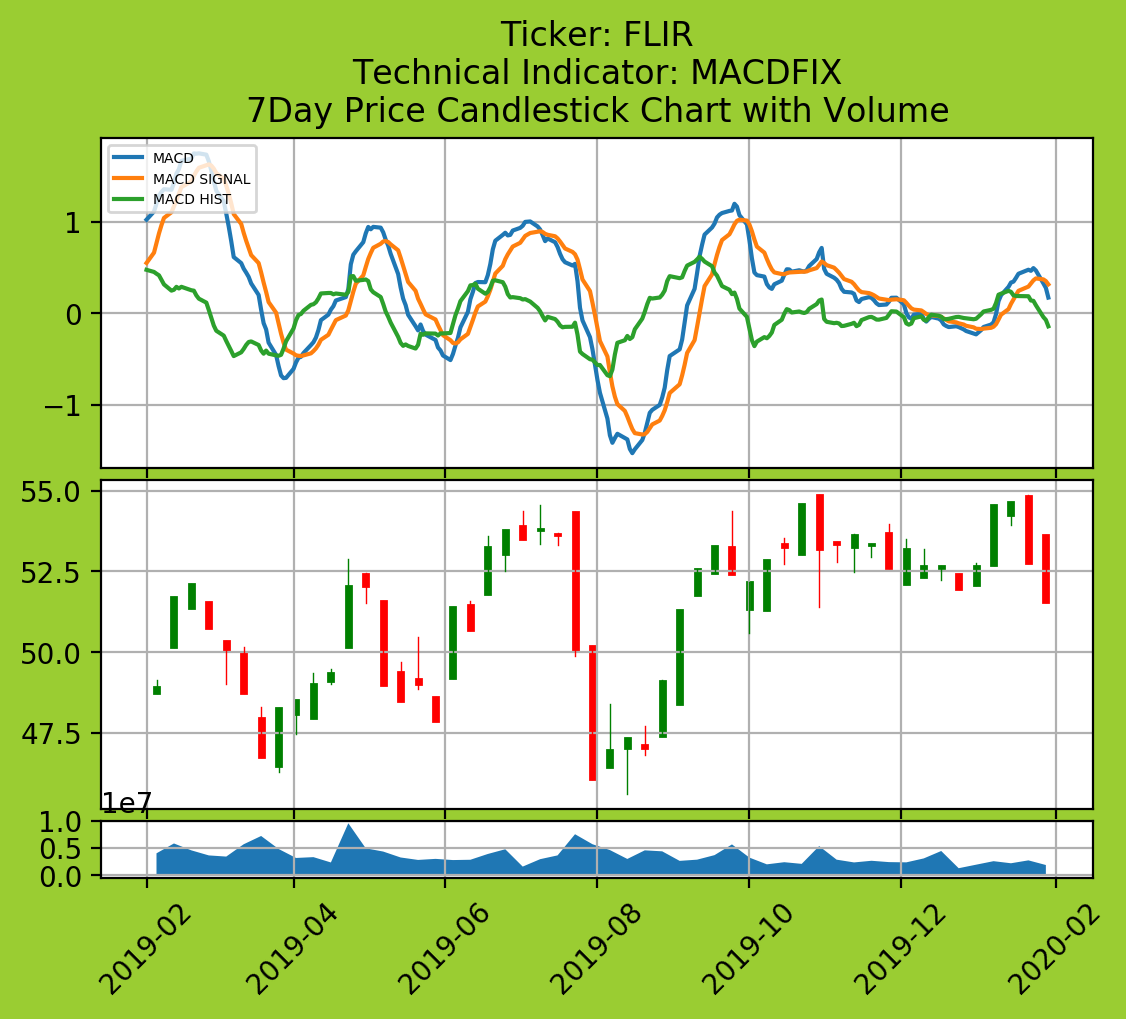 Ticker: FLIR
Technical Indicator: MACDFIX
7Day Price Candlestick Chart with Volume
MACD
MACD SIGNAL
MACD HIST
1
0
−1
55.0
52.5
50.0
47.5
1e7
1.0
0.5
0.0
2019-02
2019-04
2019-06
2019-08
2019-10
2019-12
2020-02